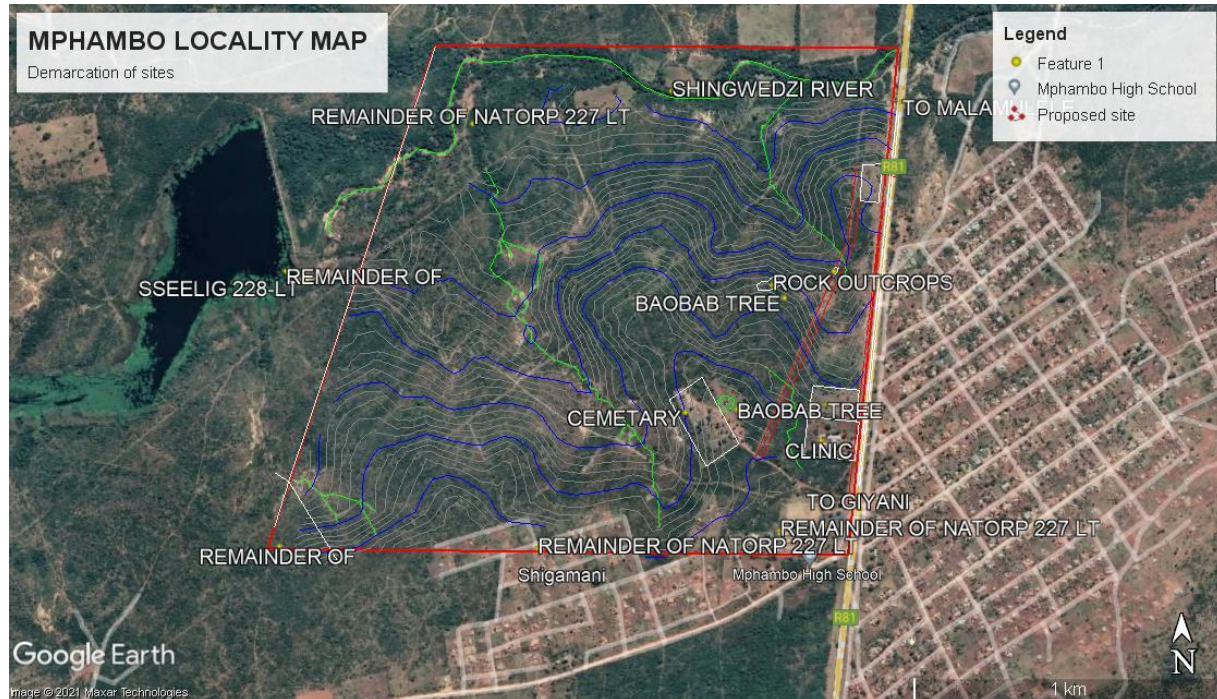 MPHAMBO LOCALITY MAP
Demarcation of sites
Legend
Feature 1
Mphambo High School
Proposed site
SHINGWEDZI RIVER
TO MALAMULELE
REMAINDER OF NATORP 227 LT
R81
REMAINDER OF
SSEELIG 228-LT
ROCK OUTCROPS
BAOBAB TREE
CEMETARY
BAOBAB TREE
CLINIC
TO GIYANI
REMAINDER OF NATORP 227 LT
REMAINDER OF NATORP 227 LT
REMAINDER OF
Shigamani
Mphambo High School
R81
Google Earth
Image © 2021 Maxar Technologies
1 km
N